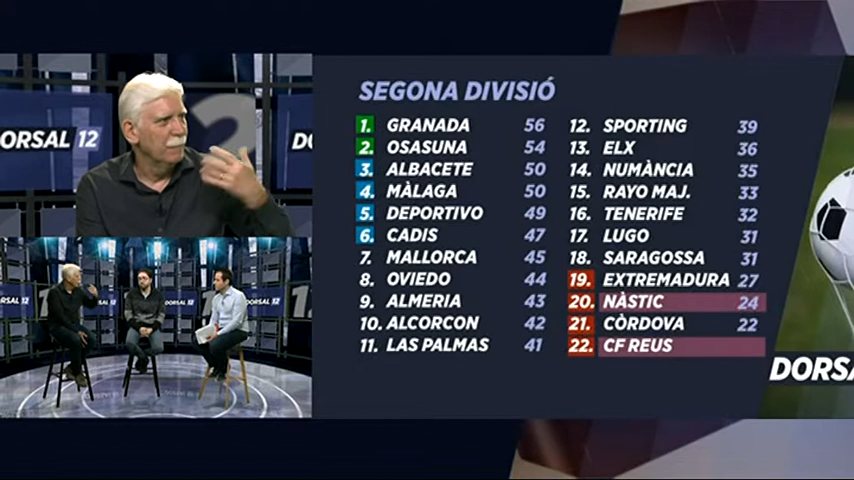 DORSAL 12
SEGONA DIVISIÓ
1. GRANADA 56
2. OSASUNA 54
3. ALBACETE 50
4. MÀLAGA 50
5. DEPORTIVO 49
6. CADIS 47
7. MALLORCA 45
8. OVIEDO 44
9. ALMERIA 43
10. ALCORCON 42
11. LAS PALMAS 41
12. SPORTING 39
13. ELX 36
14. NUMÀNCIA 35
15. RAYO MAJ. 33
16. TENERIFE 32
17. LUGO 31
18. SARAGOSSA 31
19. EXTREMADURA 27
20. NÀSTIC 24
21. CÒRDOVA 22
22. CF REUS
DORSAL 12
DORSAL 12
DORSA